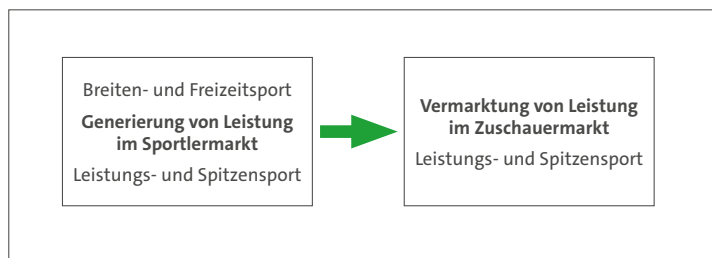 Breiten- und Freizeitsport
Generierung von Leistung
im Sportlermarkt
Leistungs- und Spitzensport
Vermarktung von Leistung
im Zuschauermarkt
Leistungs- und Spitzensport